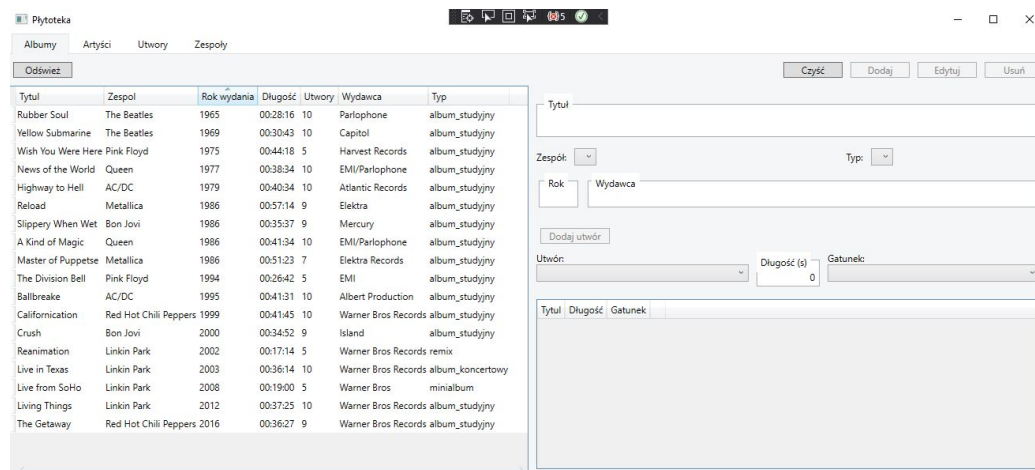 Płytoteka
5
Albumy Artyści Utwory Zespoły
Odśwież Czyść Dodaj Edytuj Usuń
Tytul Zespol Rok wydania Długość Utwory Wydawca Typ
Rubber Soul The Beatles 1965 00:28:16 10 Parlophone album_studyjny
Yellow Submarine The Beatles 1969 00:30:43 10 Capitol album_studyjny
Wish You Were Here Pink Floyd 1975 00:44:18 5 Harvest Records album_studyjny
News of the World Queen 1977 00:38:34 10 EMI/Parlophone album_studyjny
Highway to Hell AC/DC 1979 00:40:34 10 Atlantic Records album_studyjny
Reload Metallica 1986 00:57:14 9 Elektra album_studyjny
Slippery When Wet Bon Jovi 1986 00:35:37 9 Mercury album_studyjny
A Kind of Magic Queen 1986 00:41:34 10 EMI/Parlophone album_studyjny
Master of Puppetse Metallica 1986 00:51:23 7 Elektra Records album_studyjny
The Division Bell Pink Floyd 1994 00:26:42 5 EMI album_studyjny
Ballbreake AC/DC 1995 00:41:31 10 Albert Production album_studyjny
Californication Red Hot Chili Peppers 1999 00:41:45 10 Warner Bros Records album_studyjny
Crush Bon Jovi 2000 00:34:52 9 Island album_studyjny
Reanimation Linkin Park 2002 00:17:14 5 Warner Bros Records remix
Live in Texas Linkin Park 2003 00:36:14 10 Warner Bros Records album_koncertowy
Live from SoHo Linkin Park 2008 00:19:00 5 Warner Bros minialbum
Living Things Linkin Park 2012 00:37:25 10 Warner Bros Records album_studyjny
The Getaway Red Hot Chili Peppers 2016 00:36:27 9 Warner Bros Records album_studyjny
Tytuł
Zespół: Typ:
Rok Wydawca
Dodaj utwór
Utwór: Długość (s) Gatunek:
0
Tytul Długość Gatunek